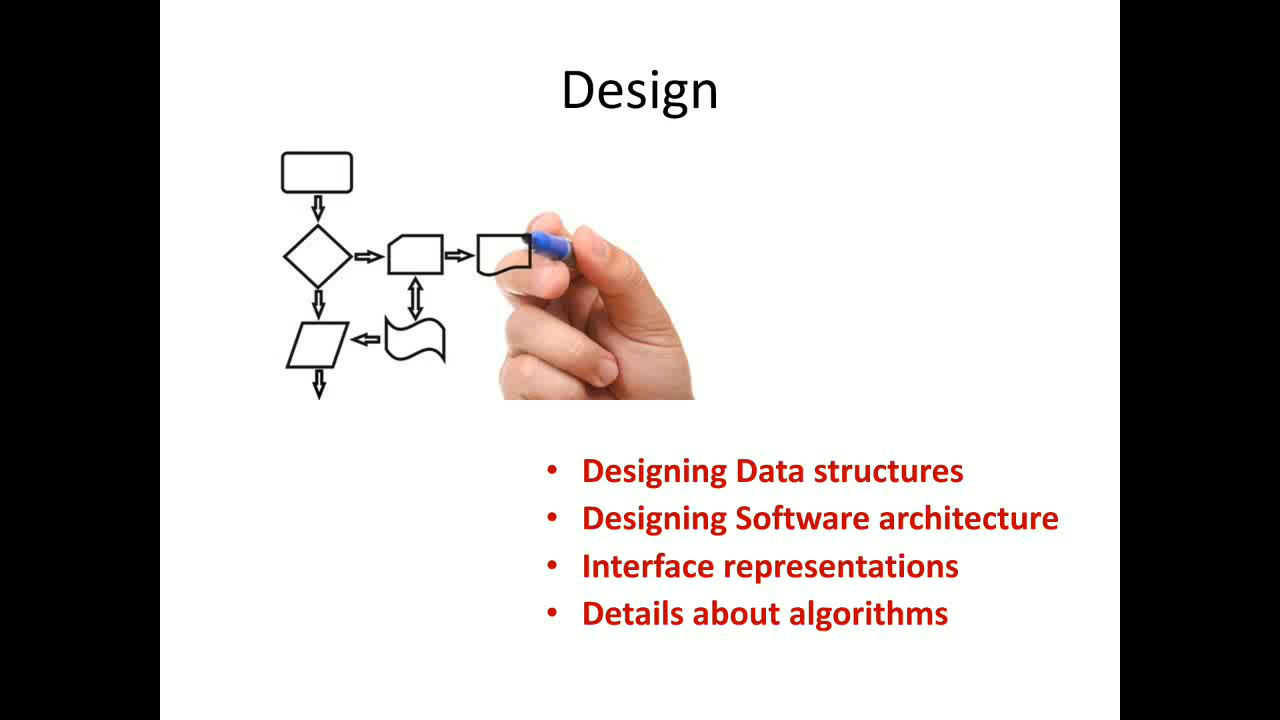 Design
• Designing Data structures
• Designing Software architecture
• Interface representations
• Details about algorithms